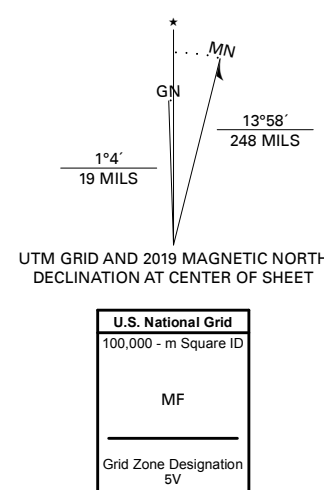 ★
MN
GN
13°58´
248 MILS
1°4´
19 MILS
UTM GRID AND 2019 MAGNETIC NORTH
DECLINATION AT CENTER OF SHEET
U.S. National Grid
100,000 - m Square ID
MF
Grid Zone Designation
5V